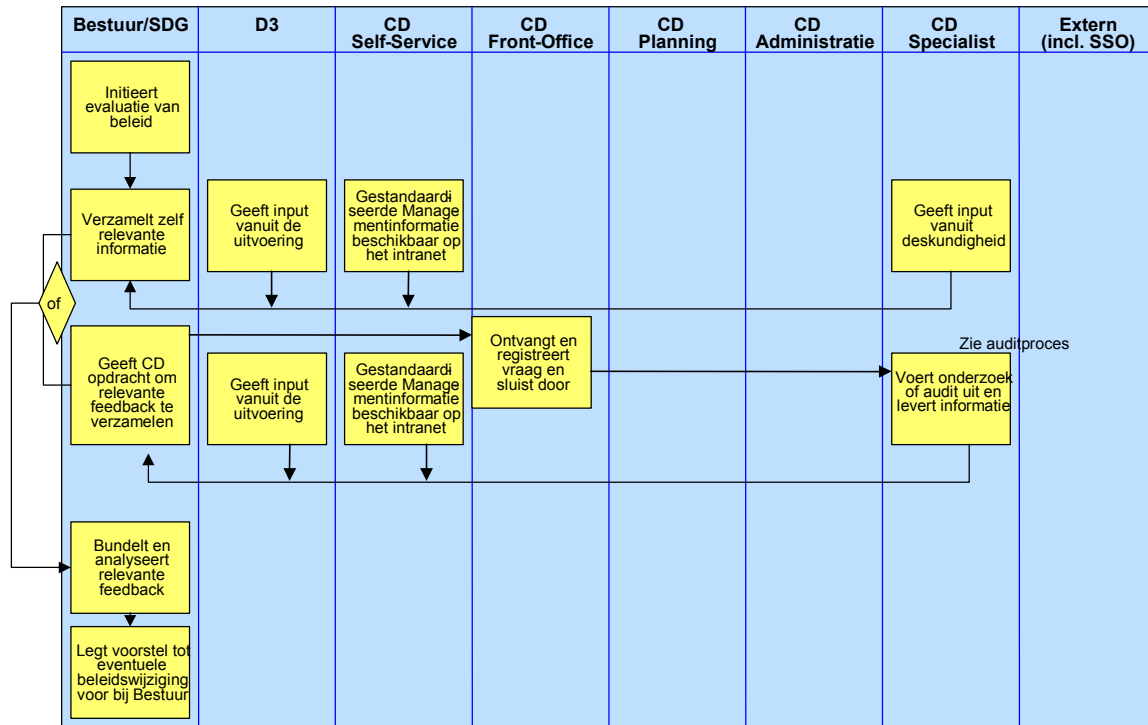 Bestuur/SDG
D3
CD
Self-Service
CD
Front-Office
CD
Planning
CD
Administratie
CD
Specialist
Extern
(incl. SSO)
Initieert
evaluatie van
beleid
Verzamelt zelf
relevante
informatie
Geeft input
vanuit de
uitvoering
Gestandaardi-
seerde Manage
mentinformatie
beschikbaar op
het intranet
Geeft input
vanuit
deskundigheid
of
Geeft CD
opdracht om
relevante
feedback te
verzamelen
Geeft input
vanuit de
uitvoering
Gestandaardi-
seerde Manage
mentinformatie
beschikbaar op
het intranet
Ontvangt en
registreert
vraag en
sluist door
Zie auditproces
Voert onderzoek
of audit uit en
levert informatie
Bundelt en
analyseert
relevante
feedback
Legt voorstel tot
eventuele
beleidswijziging
voor bij Bestuur